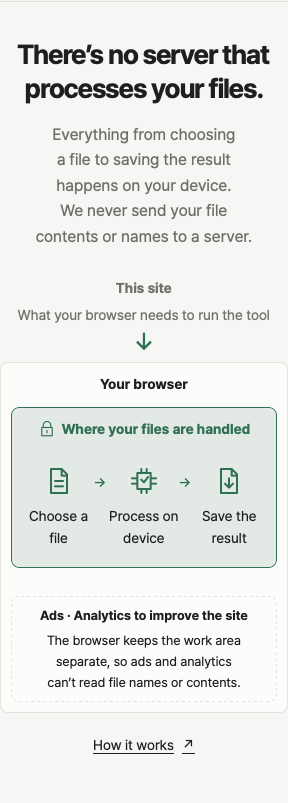 There's no server that
processes your files.
Everything from choosing
a file to saving the result
happens on your device.
We never send your file
contents or names to a server.
This site
What your browser needs to run the tool
Your browser
Where your files are handled
Choose a
file
Process on
device
Save the
result
Ads · Analytics to improve the site
The browser keeps the work area
separate, so ads and analytics
can't read file names or contents.
How it works ↗